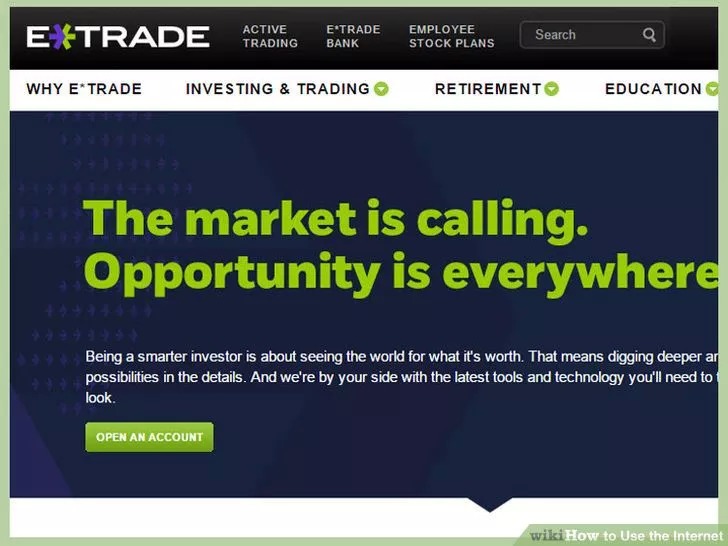 E*TRADE
ACTIVE TRADING
E*TRADE BANK
EMPLOYEE STOCK PLANS
Search
WHY E*TRADE
INVESTING & TRADING
RETIREMENT
EDUCATION
The market is calling.
Opportunity is everywhere
Being a smarter investor is about seeing the world for what it's worth. That means digging deeper
possibilities in the details. And we're by your side with the latest tools and technology you'll need to
look.
OPEN AN ACCOUNT
wikiHow to Use the Internet